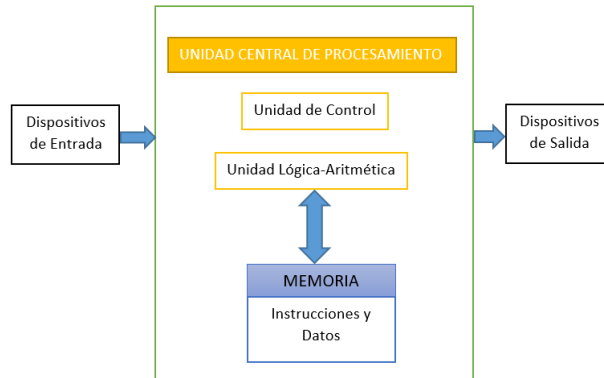 UNIDAD CENTRAL DE PROCESAMIENTO
Unidad de Control
Dispositivos
de Entrada
Dispositivos
de Salida
Unidad Lógica-Aritmética
MEMORIA
Instrucciones y
Datos